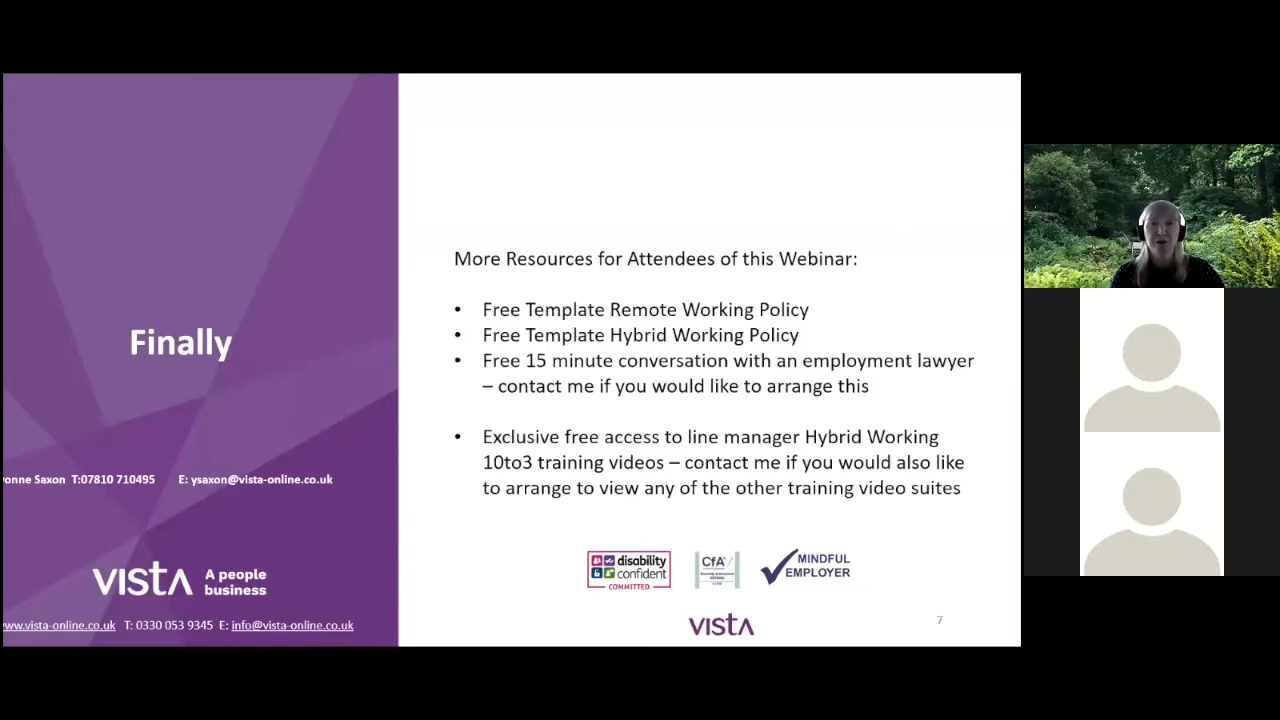 Finally
vonne Saxon T:07810 710495 E: ysaxon@vista-online.co.uk
VISTA A people business
www.vista-online.co.uk T: 0330 053 9345 E: info@vista-online.co.uk
More Resources for Attendees of this Webinar:
• Free Template Remote Working Policy
• Free Template Hybrid Working Policy
• Free 15 minute conversation with an employment lawyer
– contact me if you would like to arrange this
• Exclusive free access to line manager Hybrid Working
10to3 training videos – contact me if you would also like
to arrange to view any of the other training video suites
disability
confident
COMMITTED
CfA
MINDFUL
EMPLOYER
VISTA
7